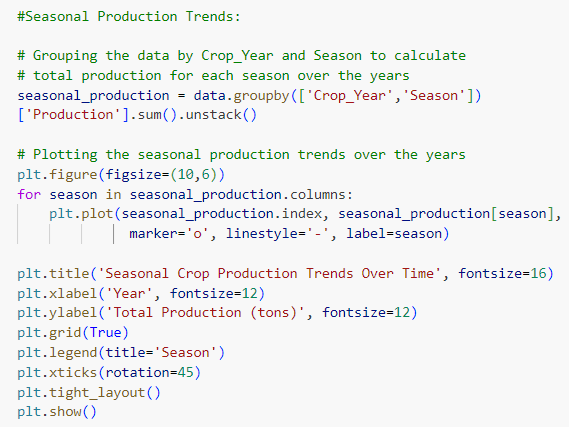 #Seasonal Production Trends:
# Grouping the data by Crop_Year and Season to calculate
# total production for each season over the years
seasonal_production = data.groupby(['Crop_Year','Season'])
['Production'].sum().unstack()
# Plotting the seasonal production trends over the years
plt.figure(figsize=(10,6))
for season in seasonal_production.columns:
    plt.plot(seasonal_production.index, seasonal_production[season],
              marker='o', linestyle='-', label=season)
plt.title('Seasonal Crop Production Trends Over Time', fontsize=16)
plt.xlabel('Year', fontsize=12)
plt.ylabel('Total Production (tons)', fontsize=12)
plt.grid(True)
plt.legend(title='Season')
plt.xticks(rotation=45)
plt.tight_layout()
plt.show()